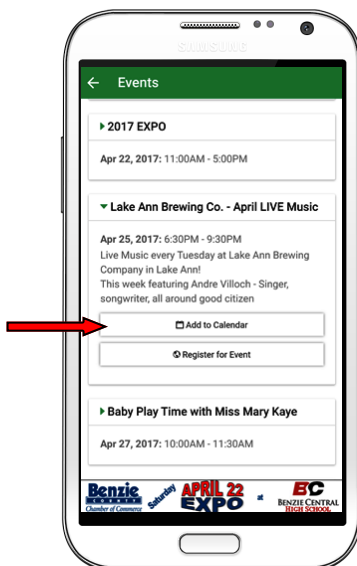 SAMSUNG
Events
2017 EXPO
Apr 22, 2017: 11:00AM - 5:00PM
Lake Ann Brewing Co. - April LIVE Music
Apr 25, 2017: 6:30PM - 9:30PM
Live Music every Tuesday at Lake Ann Brewing
Company in Lake Ann!
This week featuring Andre Villoch - Singer,
songwriter, all around good citizen
Add to Calendar
Register for Event
Baby Play Time with Miss Mary Kaye
Apr 27, 2017: 10:00AM - 11:30AM
Benzie
COUNTY
Chamber of Commerce
Saturday
APRIL 22
EXPO
at
BC
BENZIE CENTRAL
HIGH SCHOOL